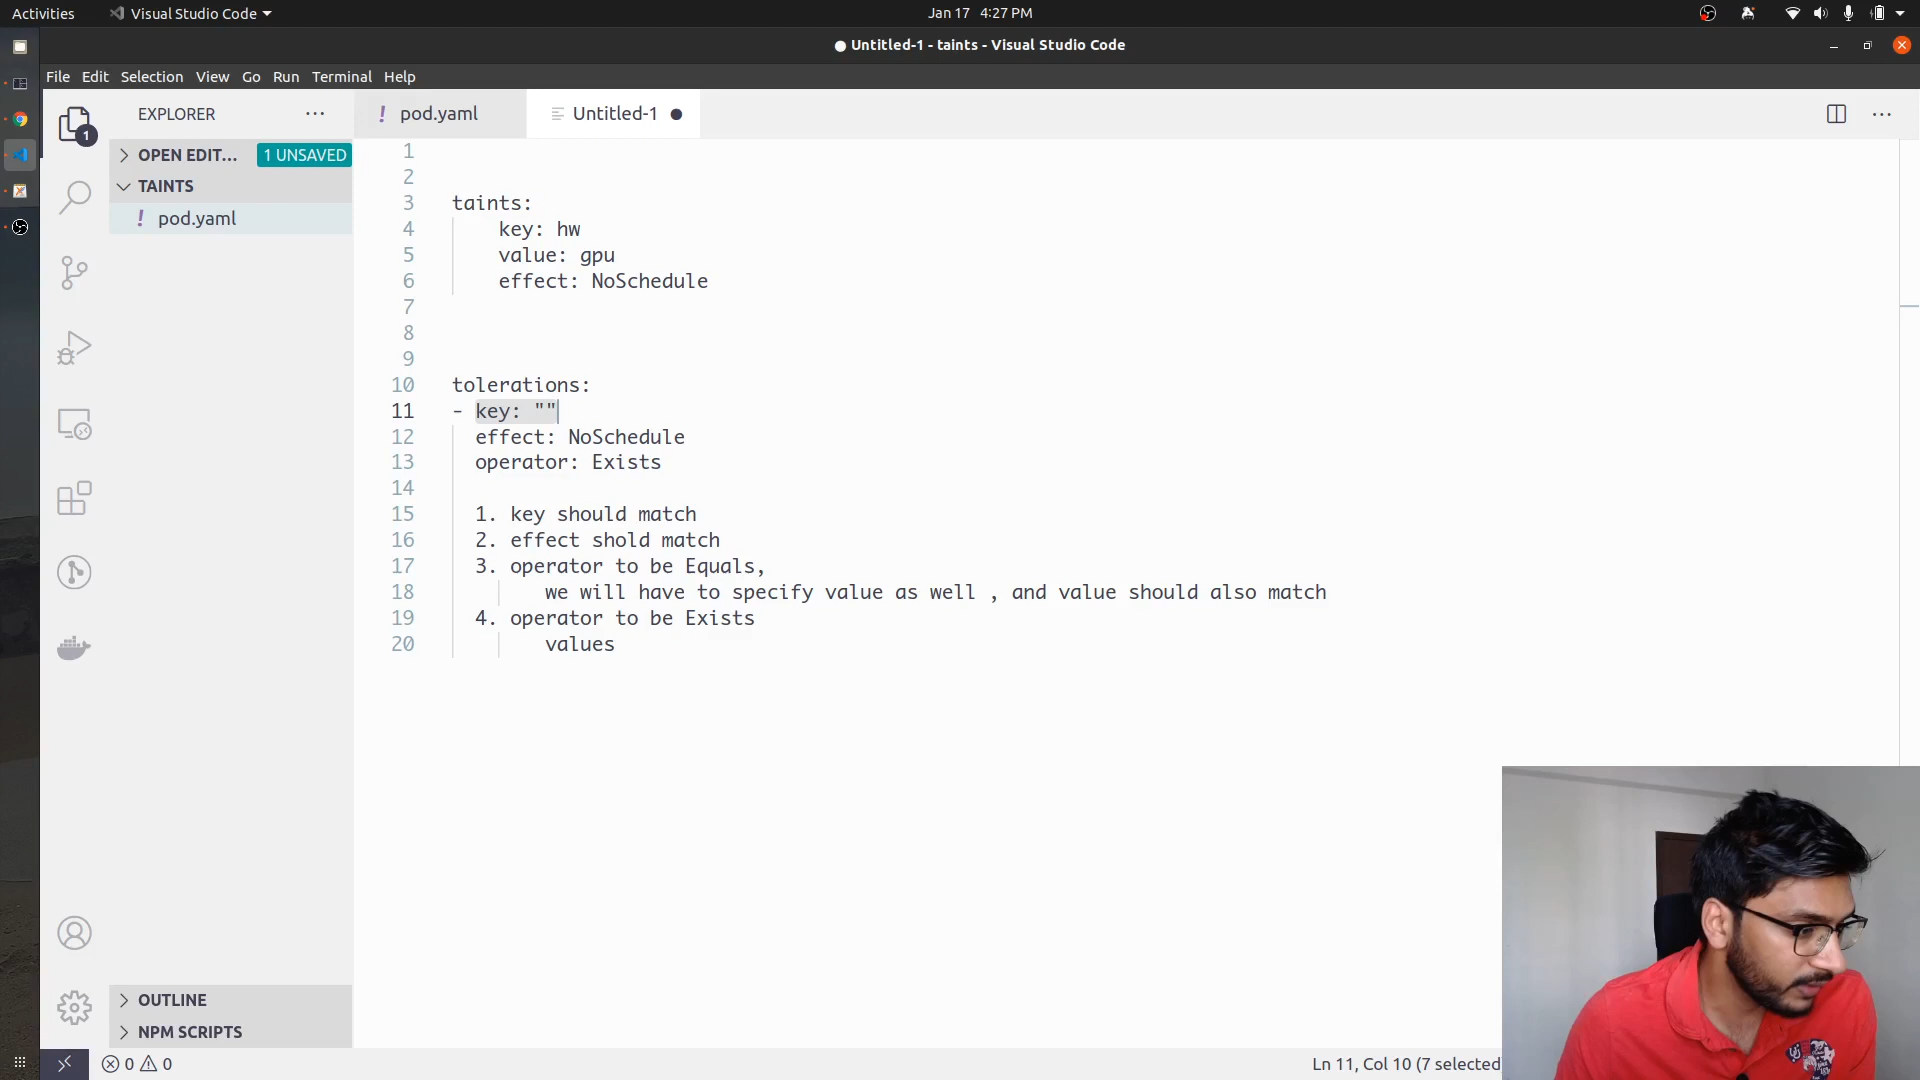 Activities
Visual Studio Code
Jan 17 4:27 PM
● Untitled-1 - taints - Visual Studio Code
File Edit Selection View Go Run Terminal Help
EXPLORER
pod.yaml
Untitled-1
1
OPEN EDIT...
1 UNSAVED
TAINTS
pod.yaml
OUTLINE
NPM SCRIPTS
1
2
3 taints:
4 key: hw
5 value: gpu
6 effect: NoSchedule
7
8
9
10 tolerations:
11 - key: ""
12 effect: NoSchedule
13 operator: Exists
14
15 1. key should match
16 2. effect shold match
17 3. operator to be Equals,
18 we will have to specify value as well , and value should also match
19 4. operator to be Exists
20 values
0 0
Ln 11, Col 10 (7 selected